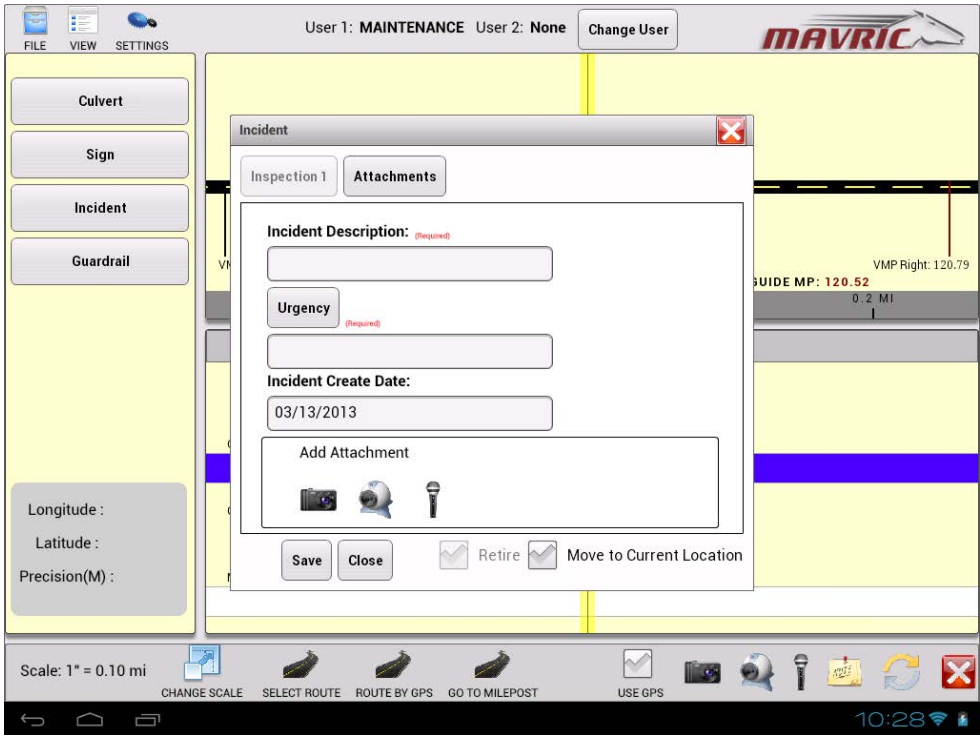 FILE VIEW SETTINGS
User 1: MAINTENANCE User 2: None
Change User
MAVRIC
Culvert
Sign
Incident
Guardrail
Incident
Inspection 1
Attachments
Incident Description: (Required)
Urgency (Required)
Incident Create Date:
03/13/2013
Add Attachment
Save
Close
Retire
Move to Current Location
VMP Right: 120.79
GUIDE MP: 120.52
0.2 MI
Longitude :
Latitude :
Precision(M) :
Scale: 1" = 0.10 mi
CHANGE SCALE
SELECT ROUTE
ROUTE BY GPS
GO TO MILEPOST
USE GPS
NOTE
10:28